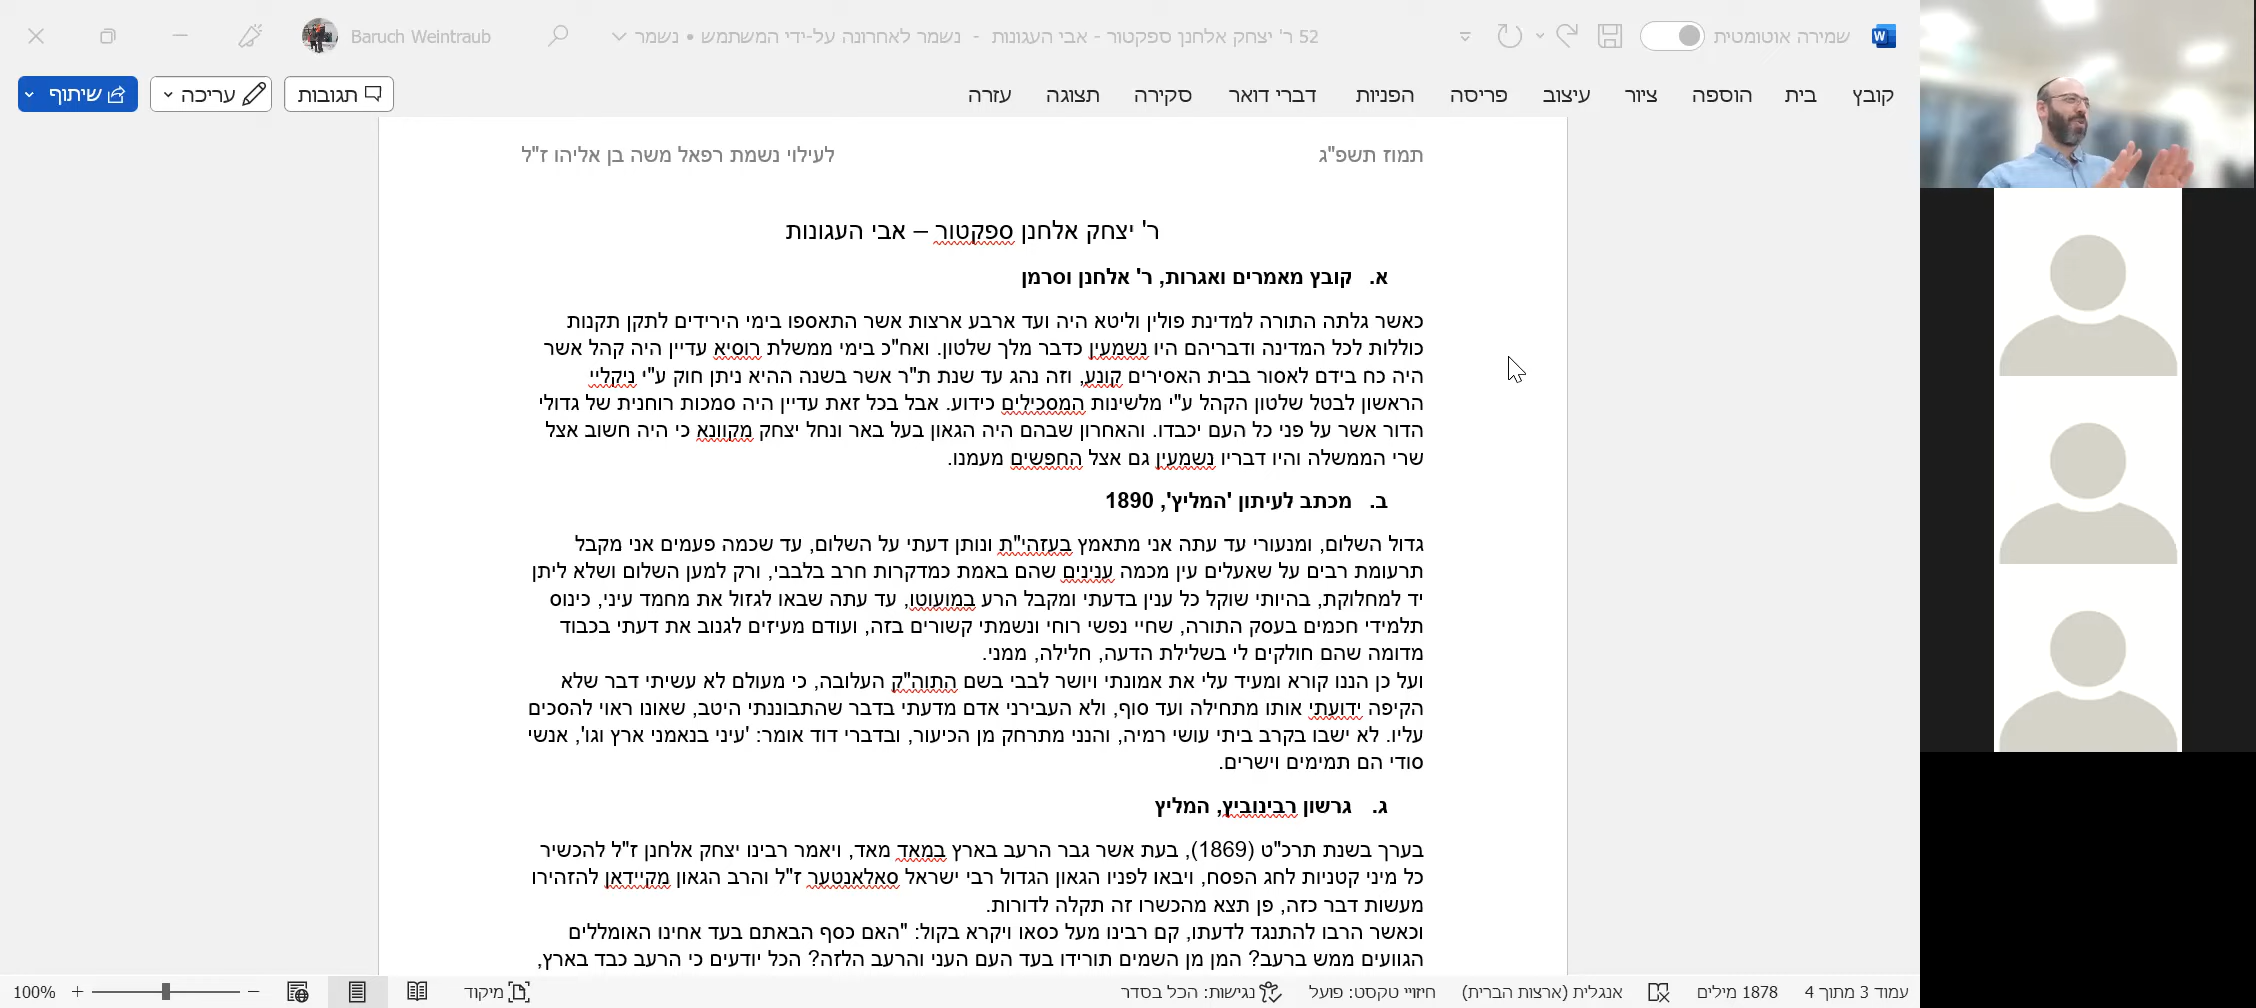 52 ר' יצחק אלחנן ספקטור - אבי העגונות - נשמר לאחרונה על-ידי המשתמש • נשמר
שמירה אוטומטית
Baruch Weintraub
קובץ בית הוספה ציור עיצוב פריסה הפניות דברי דואר סקירה תצוגה עזרה
תגובות עריכה שיתוף
תמוז תשפ"ג לעילוי נשמת רפאל משה בן אליהו ז"ל
ר' יצחק אלחנן ספקטור – אבי העגונות
א. קובץ מאמרים ואגרות, ר' אלחנן וסרמן
כאשר גלתה התורה למדינת פולין וליטא היה ועד ארבע ארצות אשר התאספו בימי הירידים לתקן תקנות
כוללות לכל המדינה ודבריהם היו נשמעין כדבר מלך שלטון. ואח"כ בימי ממשלת רוסיא עדיין היה קהל אשר
היה כח בידם לאסור בבית האסירים קונע, וזה נהג עד שנת ת"ר אשר בשנה ההיא ניתן חוק ע"י ניקליי
הראשון לבטל שלטון הקהל ע"י מלשינות המסכילים כידוע. אבל בכל זאת עדיין היה סמכות רוחנית של גדולי
הדור אשר על פני כל העם יכבדו. והאחרון שבהם היה הגאון בעל באר ונחל יצחק מקוונא כי היה חשוב אצל
שרי הממשלה והיו דבריו נשמעין גם אצל החפשים מעמנו.
ב. מכתב לעיתון 'המליץ', 1890
גדול השלום, ומנעורי עד עתה אני מתאמץ בעזהי"ת ונותן דעתי על השלום, עד שכמה פעמים אני מקבל
תרעומת רבים על שאעלים עין מכמה ענינים שהם באמת כמדקרות חרב בלבבי, ורק למען השלום ושלא ליתן
יד למחלוקת, בהיותי שוקל כל ענין בדעתי ומקבל הרע במועוטו, עד עתה שבאו לגזול את מחמד עיני, כינוס
תלמידי חכמים בעסק התורה, שחיי נפשי רוחי ונשמתי קשורים בזה, ועודם מעיזים לגנוב את דעתי בכבוד
מדומה שהם חולקים לי בשלילת הדעה, חלילה, ממני.
ועל כן הננו קורא ומעיד עלי את אמונתי ויושר לבבי בשם התוה"ק העלובה, כי מעולם לא עשיתי דבר שלא
הקיפה ידועתי אותו מתחילה ועד סוף, ולא העבירני אדם מדעתי בדבר שהתבוננתי היטב, שאונו ראוי להסכים
עליו. לא ישבו בקרב ביתי עושי רמיה, והנני מתרחק מן הכיעור, ובדברי דוד אומר: 'עיני בנאמני ארץ וגו', אנשי
סודי הם תמימים וישרים.
ג. גרשון רבינוביץ, המליץ
בערך בשנת תרכ"ט (1869), בעת אשר גבר הרעב בארץ במאד מאד, ויאמר רבינו יצחק אלחנן ז"ל להכשיר
כל מיני קטניות לחג הפסח, ויבאו לפניו הגאון הגדול רבי ישראל סאלאנטער ז"ל והרב הגאון מקיידאן להזהירו
מעשות דבר כזה, פן תצא מהכשרו זה תקלה לדורות.
וכאשר הרבו להתנגד לדעתו, קם רבינו מעל כסאו ויקרא בקול: "האם כסף הבאתם בעד אחינו האומללים
הגוועים ממש ברעב? המן מן השמים תורידו בעד העם העני והרעב הלזה? הכל יודעים כי הרעב כבד בארץ,
עמוד 3 מתוך 4 1878 מילים אנגלית (ארצות הברית) חיזויי טקסט: פועל נגישות: הכל בסדר מיקוד 100%